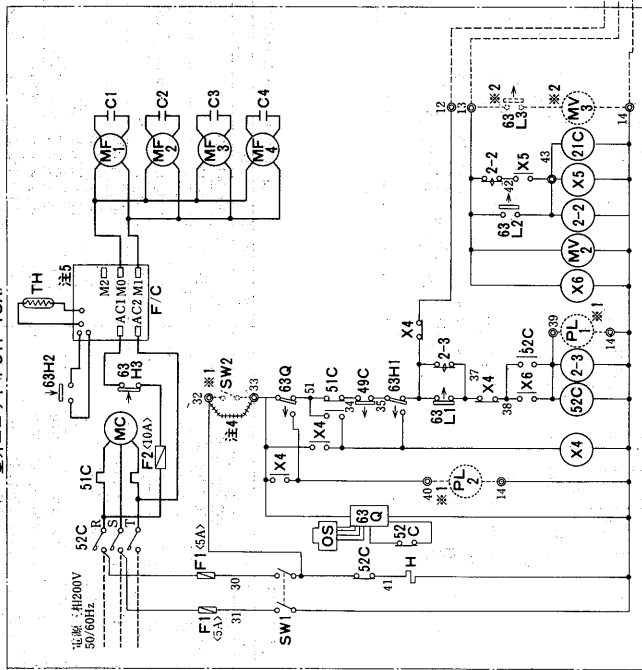 C1
C2
C3
C4
MF
1
MF
2
MF
3
MF
4
12
13
14
※2
63
L3
※2
MV
3
21C
43
2-2
X5
42
X5
63
L2
2-2
MV
2
X6
TH
注5
M2
AC1 M0
AC2 M1
F/C
63H2
63
H3
MC
51C
F2<10A>
52C
R
S
T
電源三相200V
50/60Hz
F1<5A>
30
F1<5A>
31
SW1
32
※1
SW2
33
注4
63Q
51
51C
34
49C
35
63H1
X4
2-3
37
63
L1
X4
38
X6
52C
39
PL
1
※1
14
2-3
52C
X4
X4
X4
40
※1
PL
2
14
OS
63
Q
52
C
52C
41
H